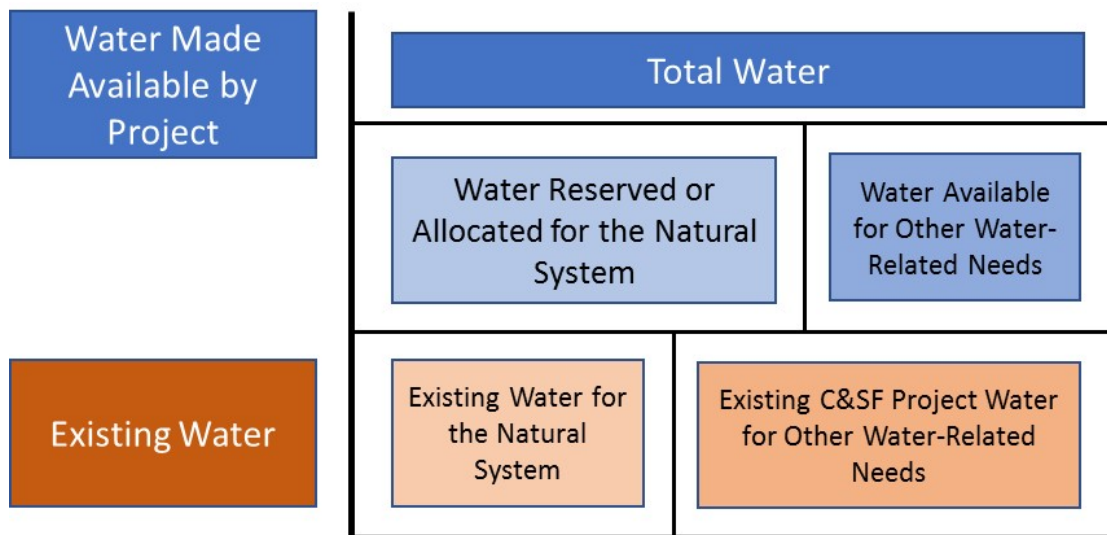 Water Made
Available by
Project
Total Water
Water Reserved or
Allocated for the Natural
System
Water Available
for Other Water-
Related Needs
Existing Water
Existing Water for
the Natural
System
Existing C&SF Project Water
for Other Water-Related
Needs